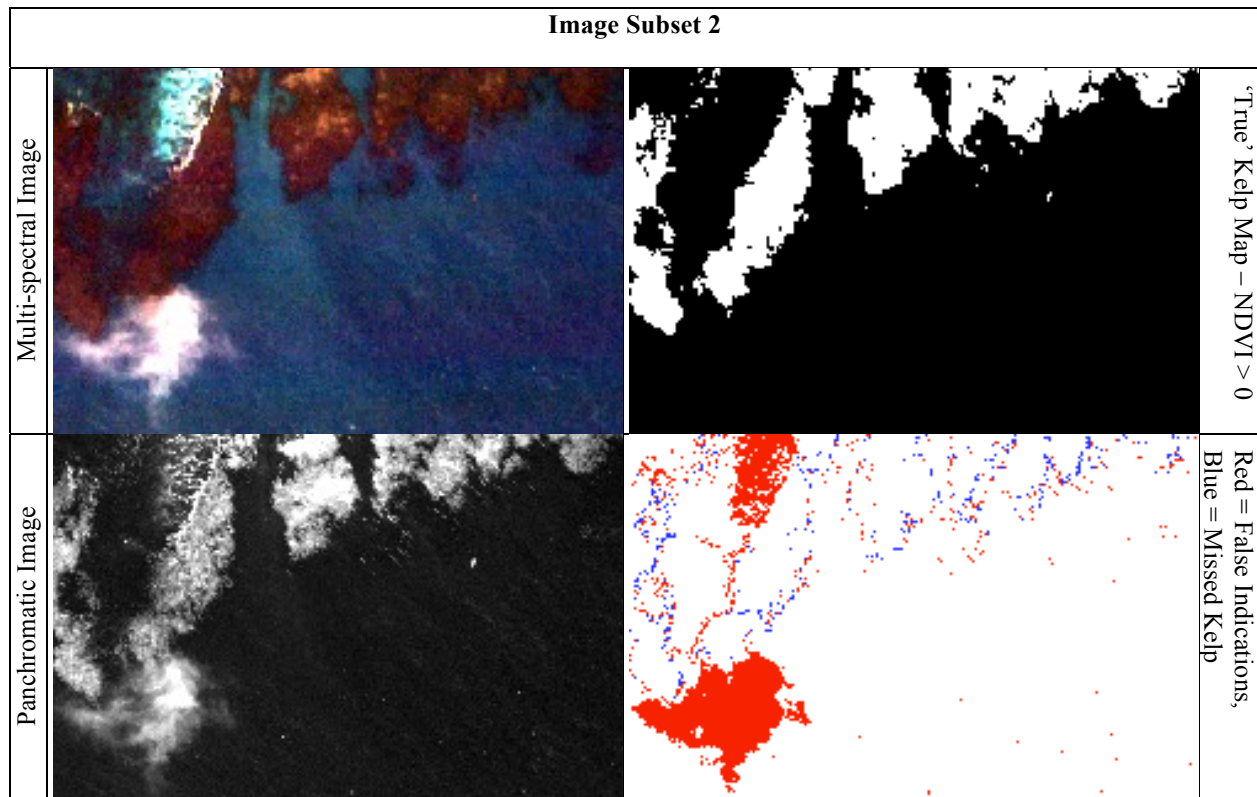 Image Subset 2
Multi-spectral Image
‘True’ Kelp Map – NDVI > 0
Panchromatic Image
Red = False Indications,
Blue = Missed Kelp